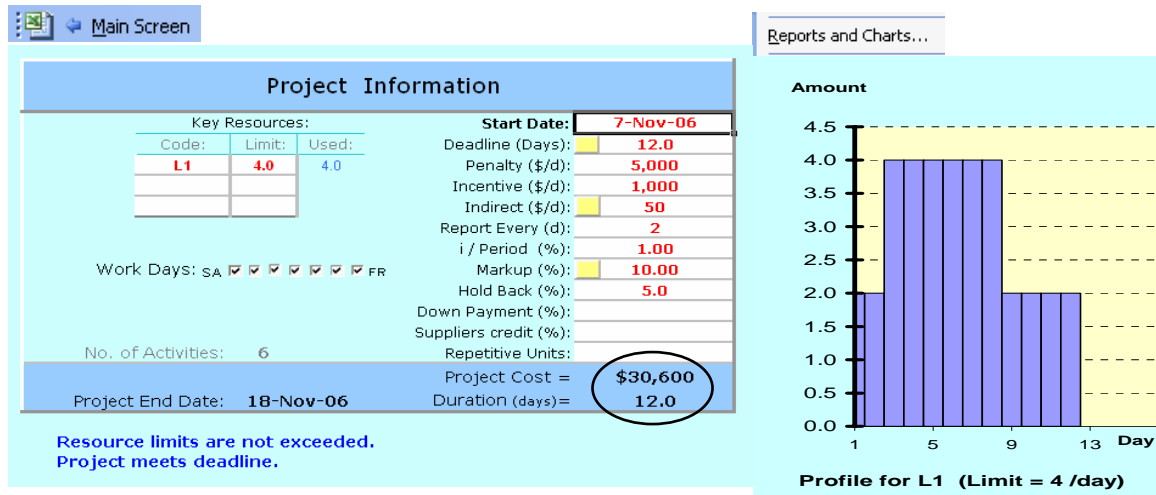 Main Screen
Project Information
Key Resources:
Code: Limit: Used:
L1 4.0 4.0
Work Days: SA FR
No. of Activities: 6
Start Date: 7-Nov-06
Deadline (Days): 12.0
Penalty ($/d): 5,000
Incentive ($/d): 1,000
Indirect ($/d): 50
Report Every (d): 2
i / Period (%): 1.00
Markup (%): 10.00
Hold Back (%): 5.0
Down Payment (%):
Suppliers credit (%):
Repetitive Units:
Project Cost = $30,600
Project End Date: 18-Nov-06 Duration (days)= 12.0
Resource limits are not exceeded.
Project meets deadline.
Reports and Charts...
Amount
4.5
4.0
3.5
3.0
2.5
2.0
1.5
1.0
0.5
0.0
1 5 9 13 Day
Profile for L1 (Limit = 4 /day)